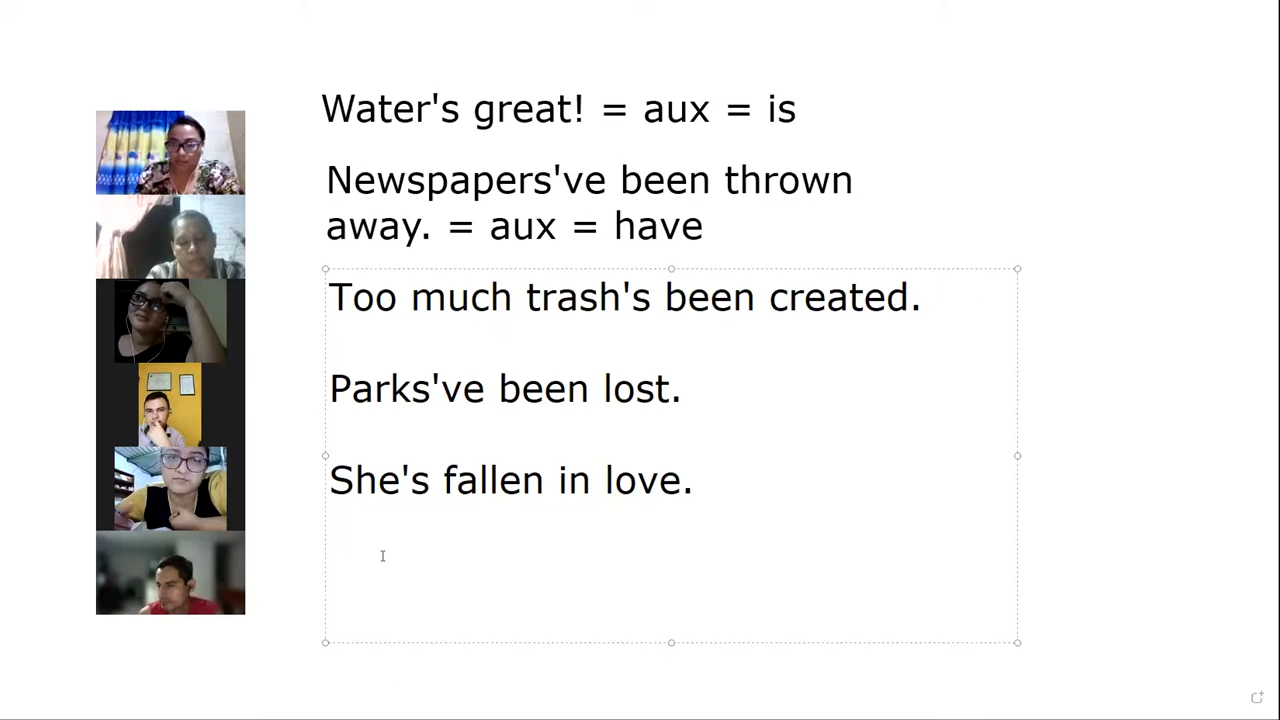 Water's great! = aux = is
Newspapers've been thrown
away. = aux = have
Too much trash's been created.
Parks've been lost.
She's fallen in love.